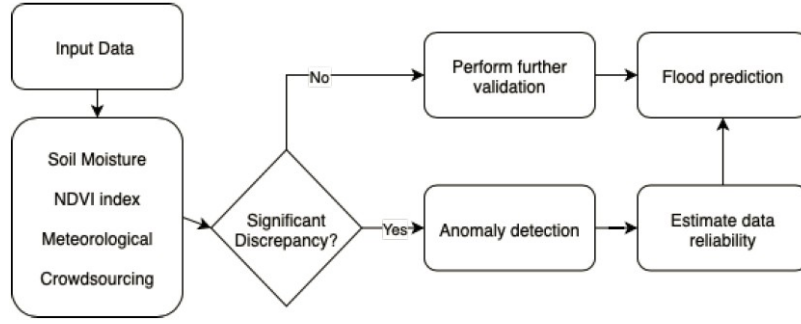 Input Data
Soil Moisture
NDVI index
Meteorological
Crowdsourcing
Significant
Discrepancy?
No
Perform further
validation
Flood prediction
Yes
Anomaly detection
Estimate data
reliability